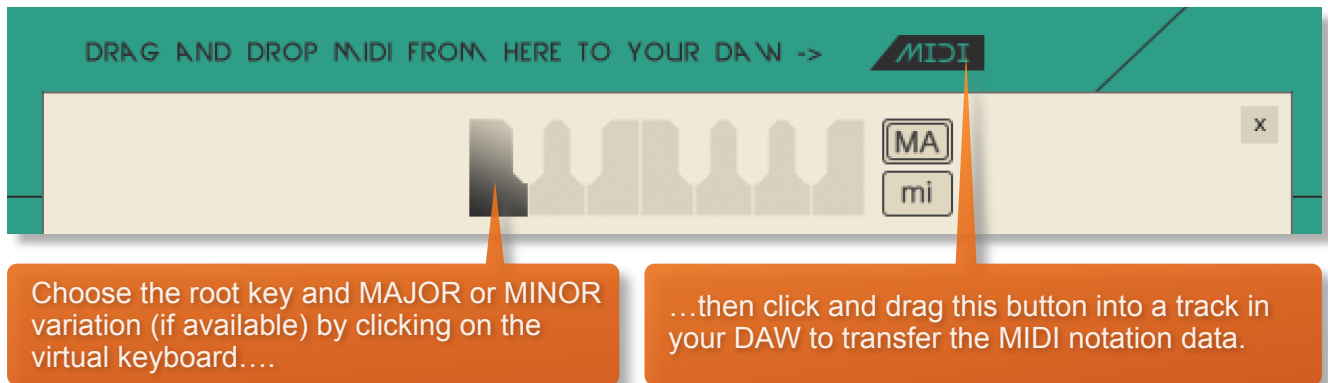 DRAG AND DROP MIDI FROM HERE TO YOUR DAW ->
MIDI
x
MA
mi
Choose the root key and MAJOR or MINOR
variation (if available) by clicking on the
virtual keyboard….
…then click and drag this button into a track in
your DAW to transfer the MIDI notation data.